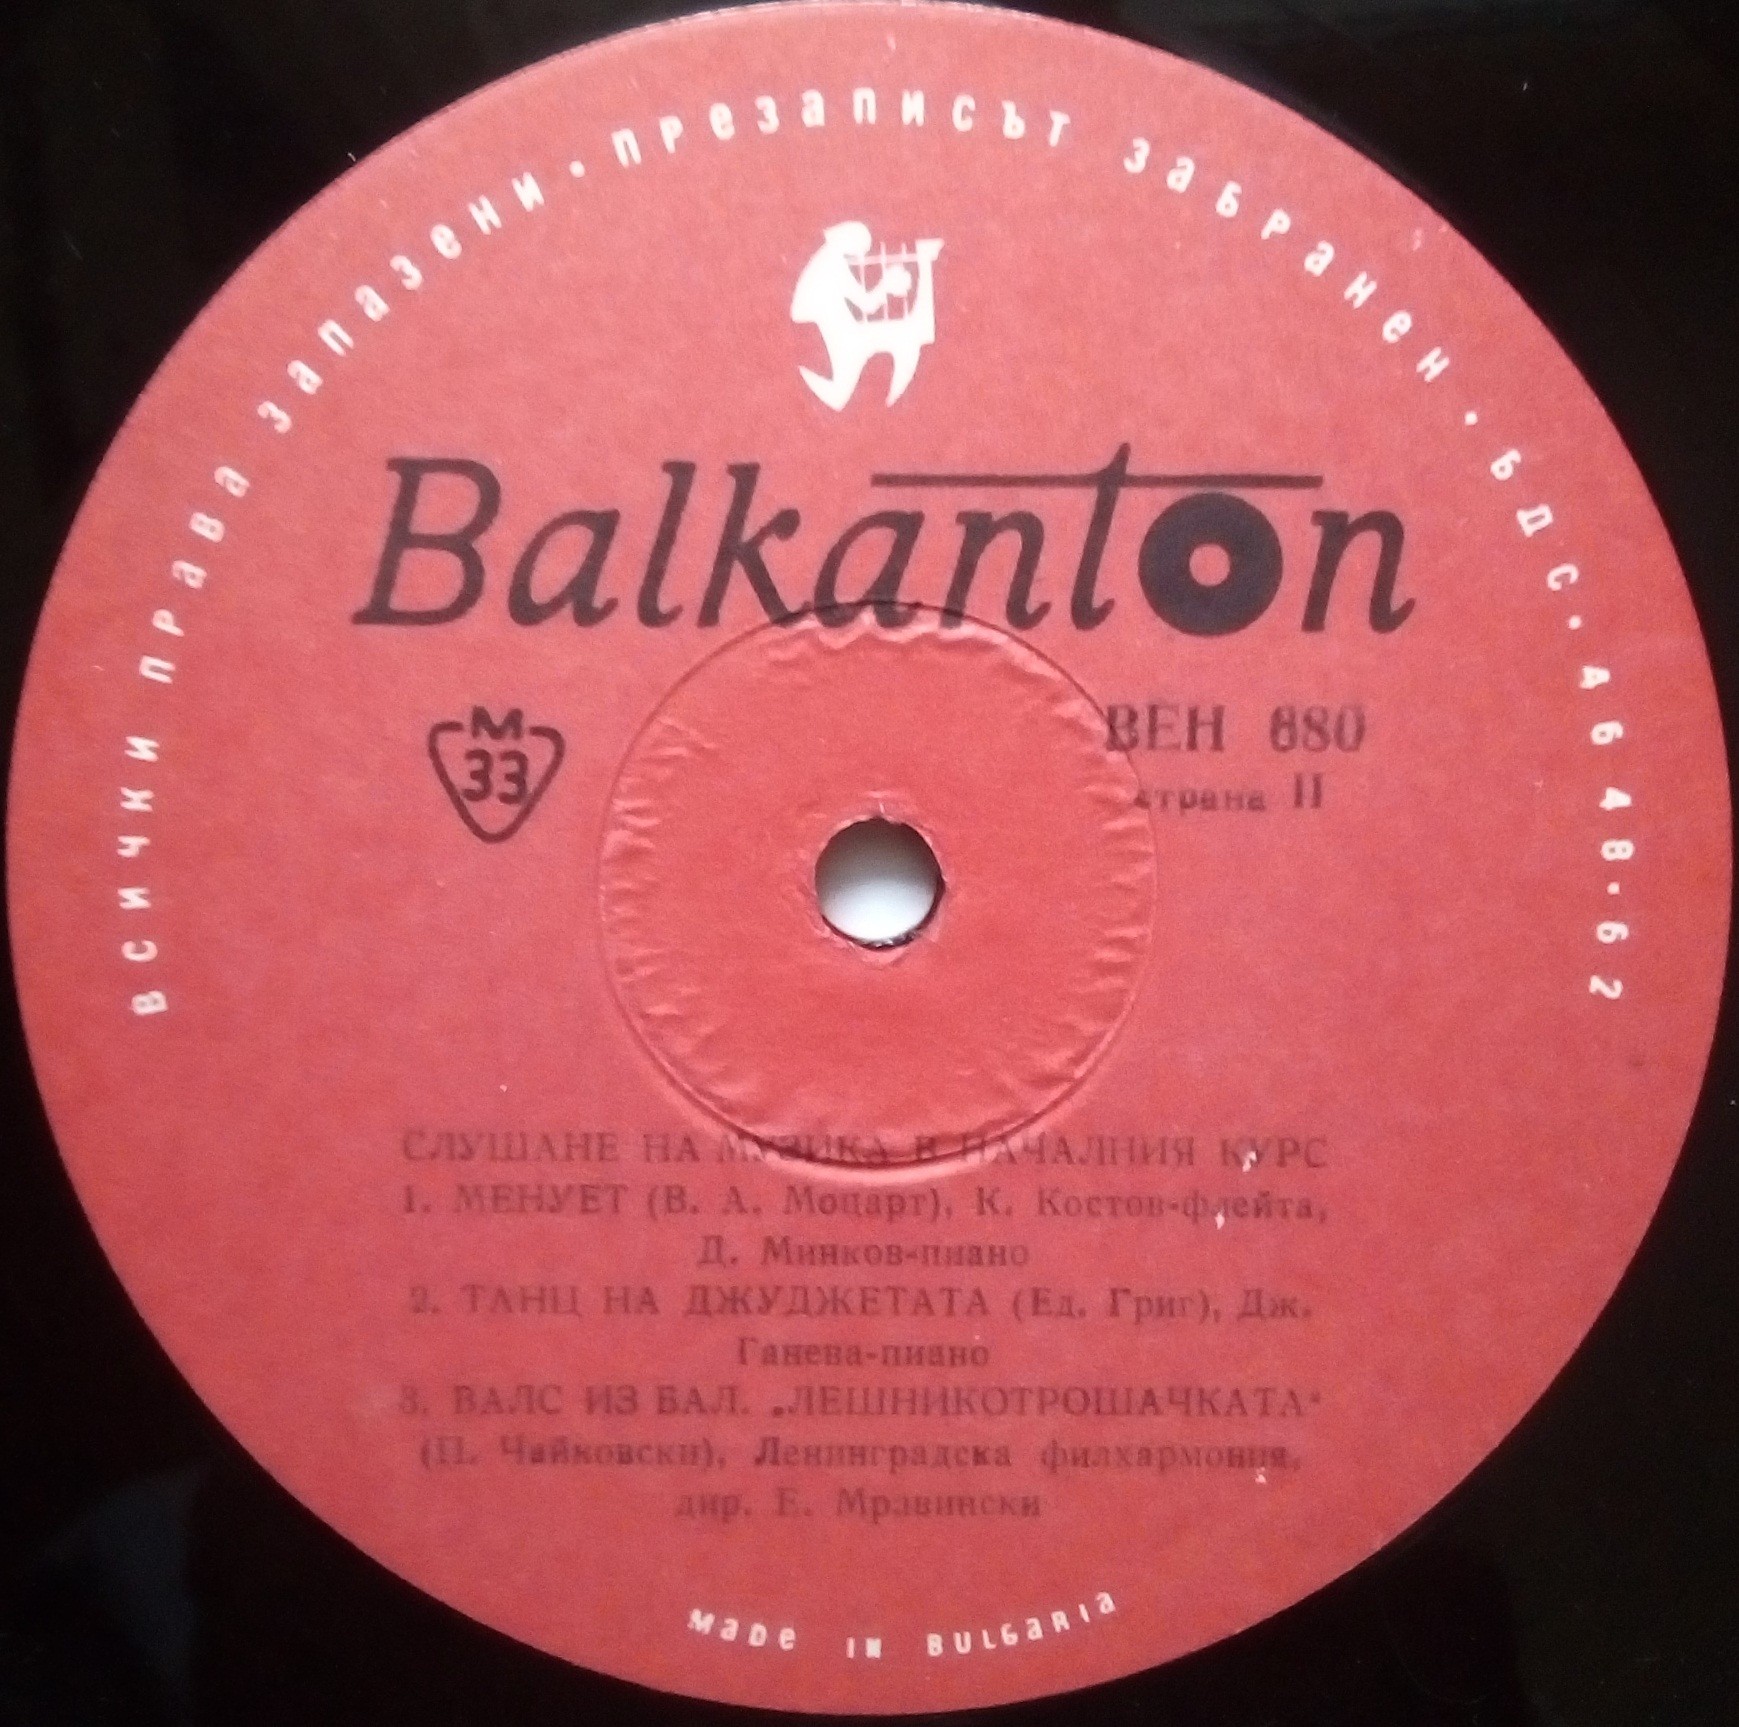 ВСИЧКИ ПРАВА ЗАПАЗЕНИ · ПРЕЗАПИСЪТ ЗАБРАНЕН · БДС · 4648 · 62
Balkanton
М
33
ВЕН 680
страна II
СЛУШАНЕ НА МУЗИКА В НАЧАЛНИЯ КУРС
1. МЕНУЕТ (В. А. Моцарт), К. Костов-флейта,
Д. Минков-пиано
2. ТАНЦ НА ДЖУДЖЕТАТА (Ед. Григ), Дж.
Ганева-пиано
3. ВАЛС ИЗ БАЛ. „ЛЕШНИКОТРОШАЧКАТА“
(П. Чайковски), Ленинградска филхармония,
дир. Е. Мравински
MADE IN BULGARIA